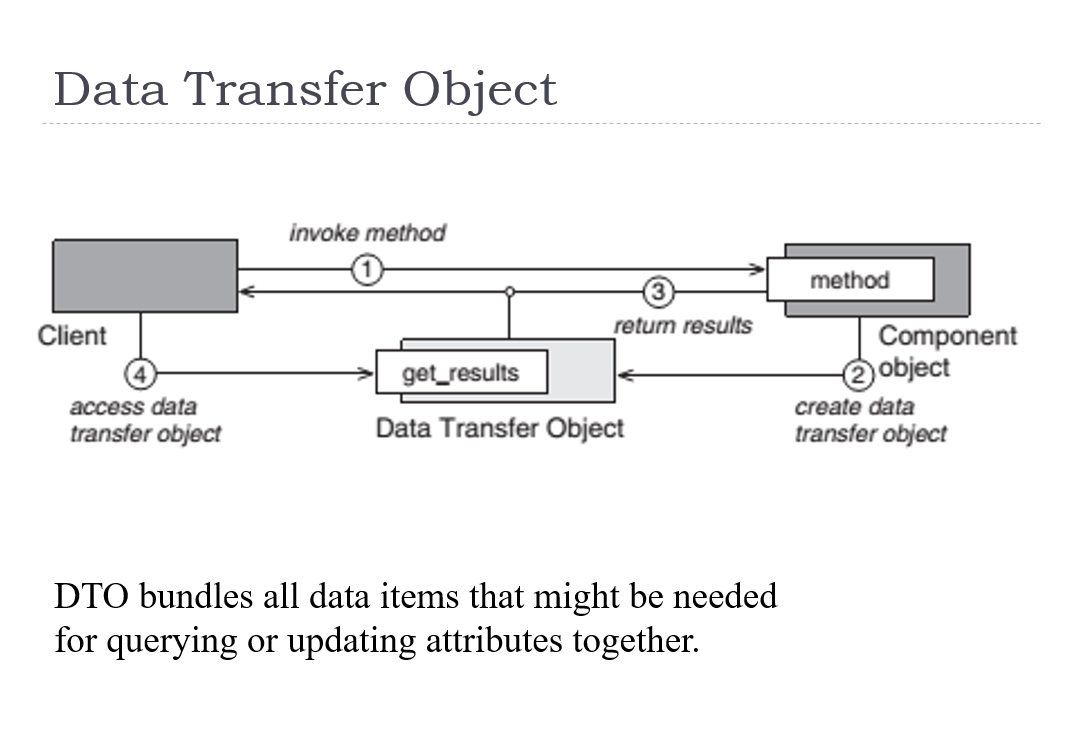 Data Transfer Object
invoke method
1
method
3
return results
Client
Component
object
get_results
4
2
access data
transfer object
Data Transfer Object
create data
transfer object
DTO bundles all data items that might be needed
for querying or updating attributes together.